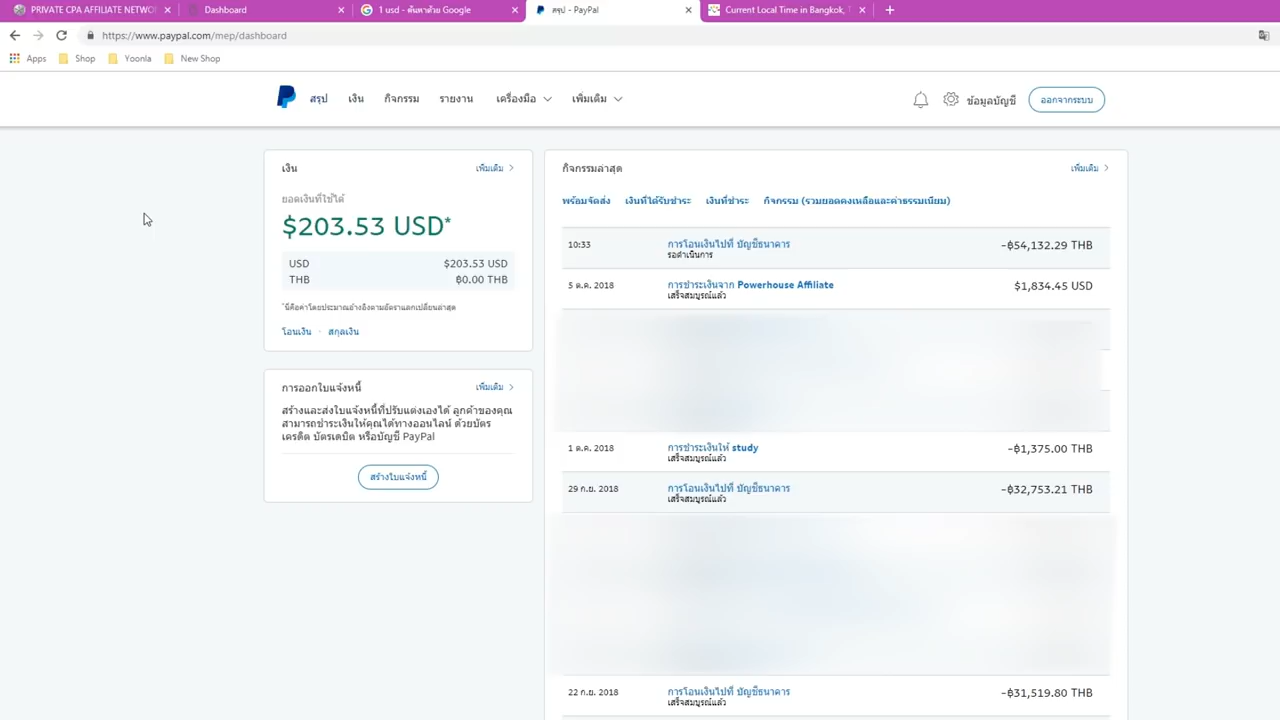 PRIVATE CPA AFFILIATE NETWOR
Dashboard
1 usd - ค้นหาด้วย Google
สรุป - PayPal
Current Local Time in Bangkok,
https://www.paypal.com/mep/dashboard
Apps
Shop
Yoonla
New Shop
สรุป
เงิน
กิจกรรม
รายงาน
เครื่องมือ
เพิ่มเติม
ข้อมูลบัญชี
ออกจากระบบ
เงิน
เพิ่มเติม
ยอดเงินที่ใช้ได้
$203.53 USD*
USD $203.53 USD
THB ฿0.00 THB
*นี่คือค่าโดยประมาณอ้างอิงตามอัตราแลกเปลี่ยนล่าสุด
โอนเงิน · สกุลเงิน
การออกใบแจ้งหนี้
เพิ่มเติม
สร้างและส่งใบแจ้งหนี้ที่ปรับแต่งเองได้ ลูกค้าของคุณ
สามารถชำระเงินให้คุณได้ทางออนไลน์ ด้วยบัตร
เครดิต บัตรเดบิต หรือบัญชี PayPal
สร้างใบแจ้งหนี้
กิจกรรมล่าสุด
เพิ่มเติม
พร้อมจัดส่ง
เงินที่ได้รับชำระ
เงินที่ชำระ
กิจกรรม (รวมยอดคงเหลือและค่าธรรมเนียม)
10:33 การโอนเงินไปที่ บัญชีธนาคาร -฿54,132.29 THB
รอดำเนินการ
5 ต.ค. 2018 การชำระเงินจาก Powerhouse Affiliate $1,834.45 USD
เสร็จสมบูรณ์แล้ว
1 ต.ค. 2018 การชำระเงินให้ study -฿1,375.00 THB
เสร็จสมบูรณ์แล้ว
29 ก.ย. 2018 การโอนเงินไปที่ บัญชีธนาคาร -฿32,753.21 THB
เสร็จสมบูรณ์แล้ว
22 ก.ย. 2018 การโอนเงินไปที่ บัญชีธนาคาร -฿31,519.80 THB
เสร็จสมบูรณ์แล้ว